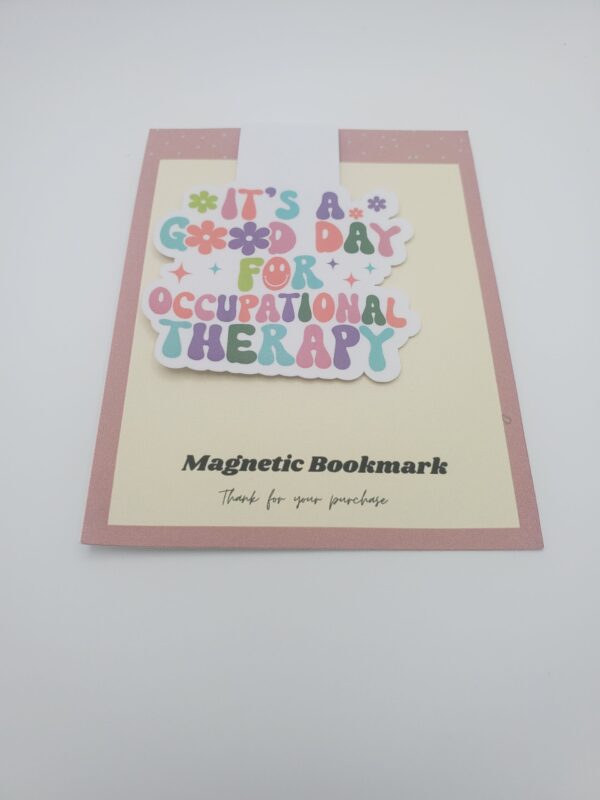 IT'S A
GOOD DAY
FOR
OCCUPATIONAL
THERAPY
Magnetic Bookmark
Thank for your purchase